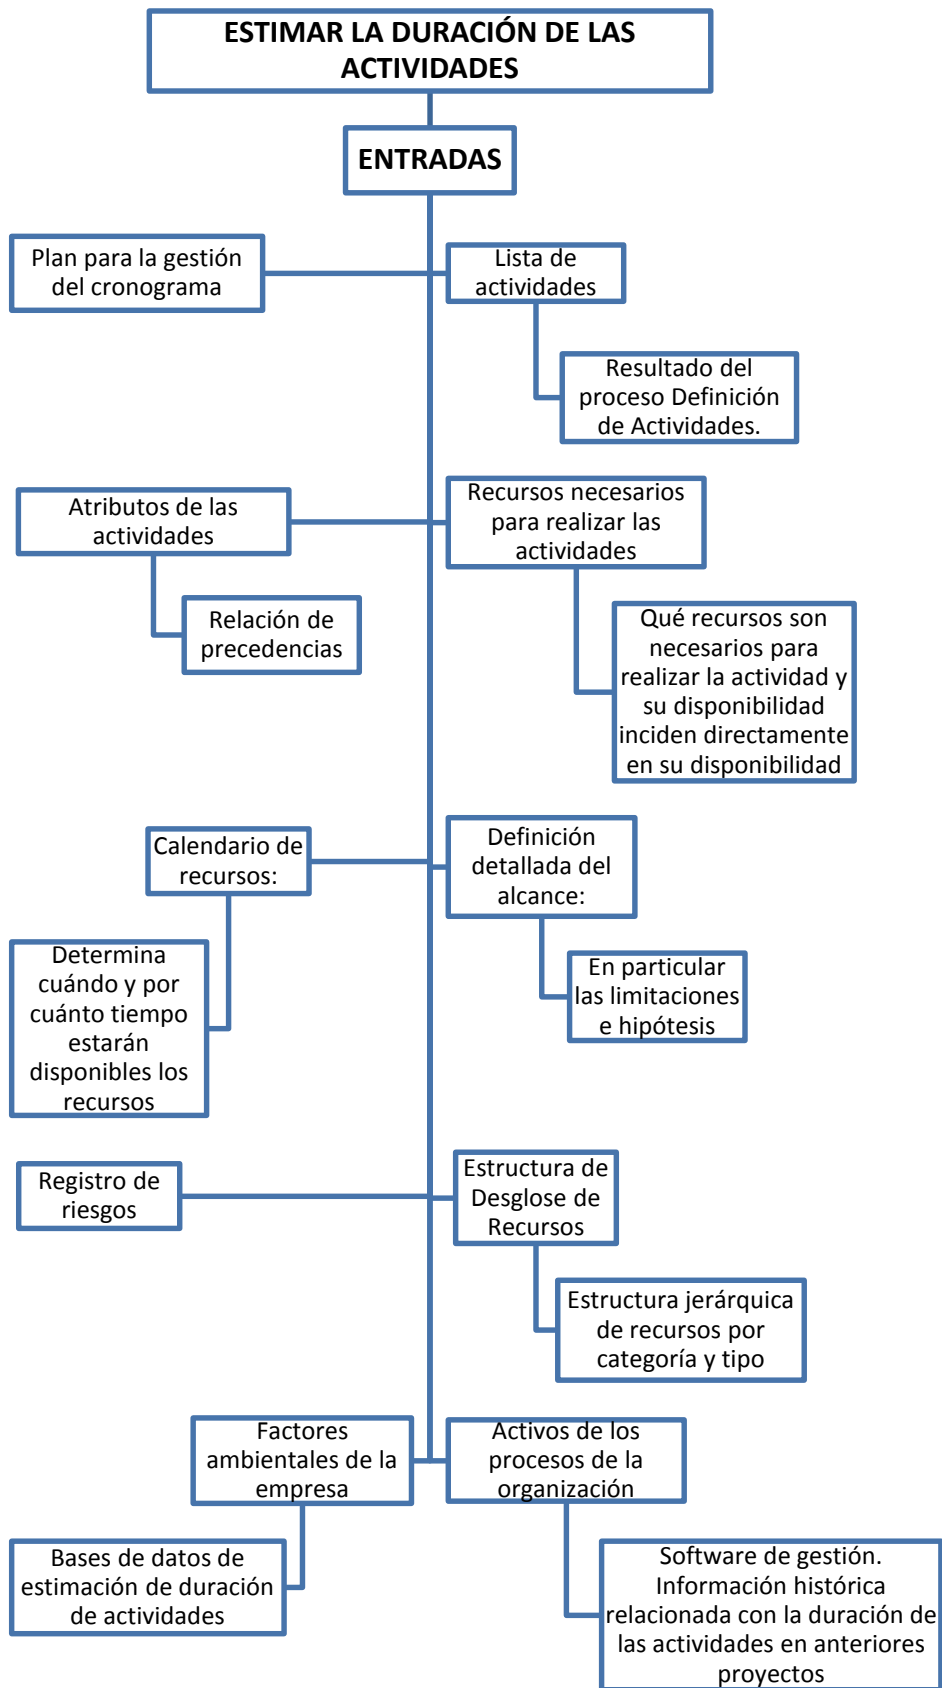 ESTIMAR LA DURACIÓN DE LAS
ACTIVIDADES
ENTRADAS
Plan para la gestión
del cronograma
Lista de
actividades
Resultado del
proceso Definición
de Actividades.
Atributos de las
actividades
Relación de
precedencias
Recursos necesarios
para realizar las
actividades
Qué recursos son
necesarios para
realizar la actividad y
su disponibilidad
inciden directamente
en su disponibilidad
Calendario de
recursos:
Determina
cuándo y por
cuánto tiempo
estarán
disponibles los
recursos
Definición
detallada del
alcance:
En particular
las limitaciones
e hipótesis
Registro de
riesgos
Estructura de
Desglose de
Recursos
Estructura jerárquica
de recursos por
categoría y tipo
Factores
ambientales de la
empresa
Bases de datos de
estimación de duración
de actividades
Activos de los
procesos de la
organización
Software de gestión.
Información histórica
relacionada con la duración de
las actividades en anteriores
proyectos